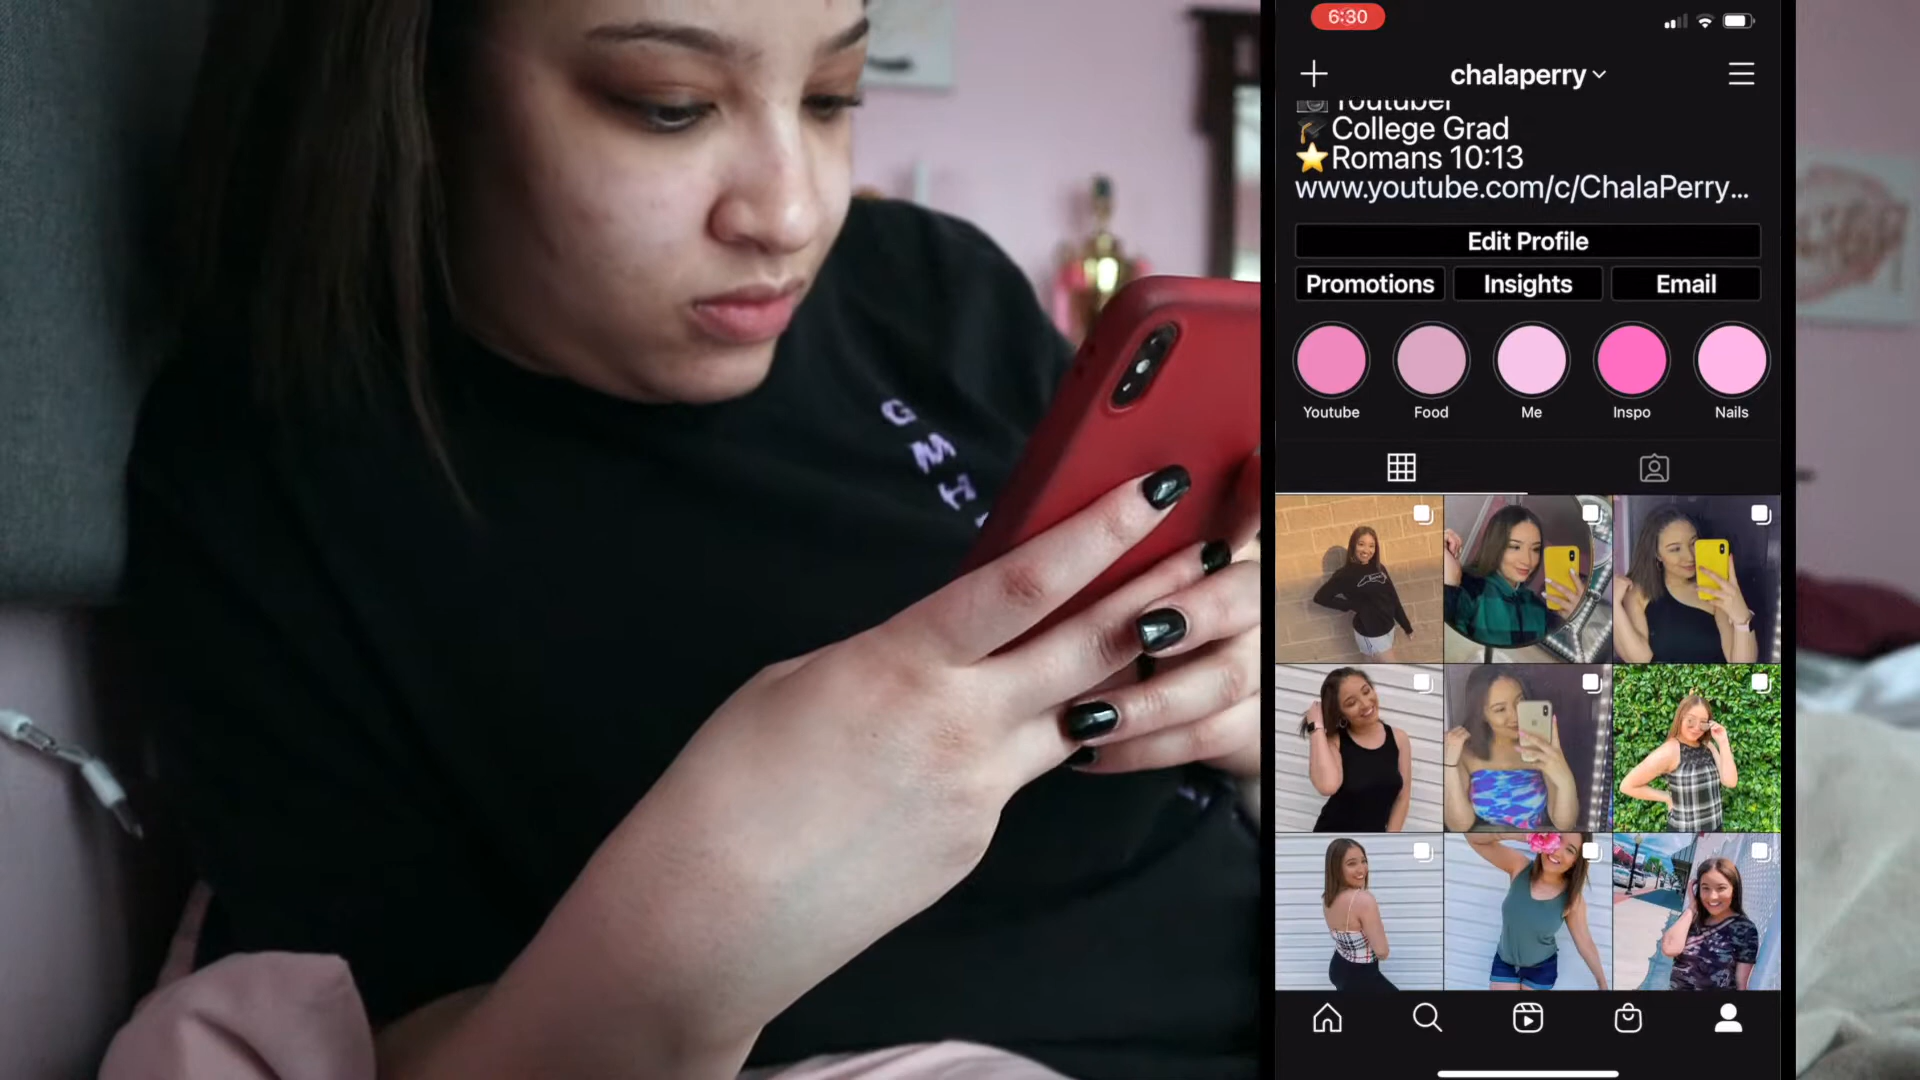 G
M
H
6:30
chalaperry
Youtuber
College Grad
Romans 10:13
www.youtube.com/c/ChalaPerry...
Edit Profile
Promotions
Insights
Email
Youtube
Food
Me
Inspo
Nails